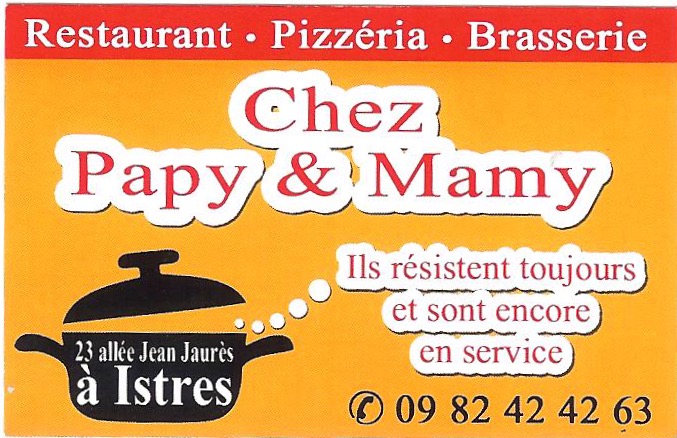 Restaurant • Pizzéria • Brasserie
Chez
Papy & Mamy
Ils résistent toujours
et sont encore
en service
23 allée Jean Jaurès
à Istres
✆ 09 82 42 42 63